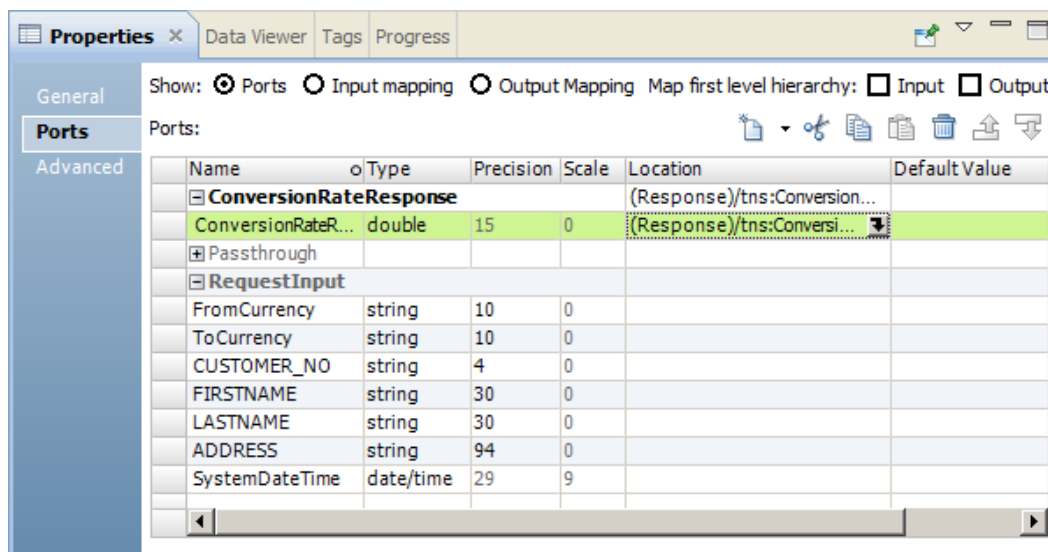 Properties Data Viewer Tags Progress
General
Ports
Advanced
Show: Ports Input mapping Output Mapping Map first level hierarchy: Input Output
Ports:
Name Type Precision Scale Location Default Value
ConversionRateResponse (Response)/tns:Conversion...
ConversionRateR... double 15 0 (Response)/tns:Conversi...
Passthrough
RequestInput
FromCurrency string 10 0
ToCurrency string 10 0
CUSTOMER_NO string 4 0
FIRSTNAME string 30 0
LASTNAME string 30 0
ADDRESS string 94 0
SystemDateTime date/time 29 9